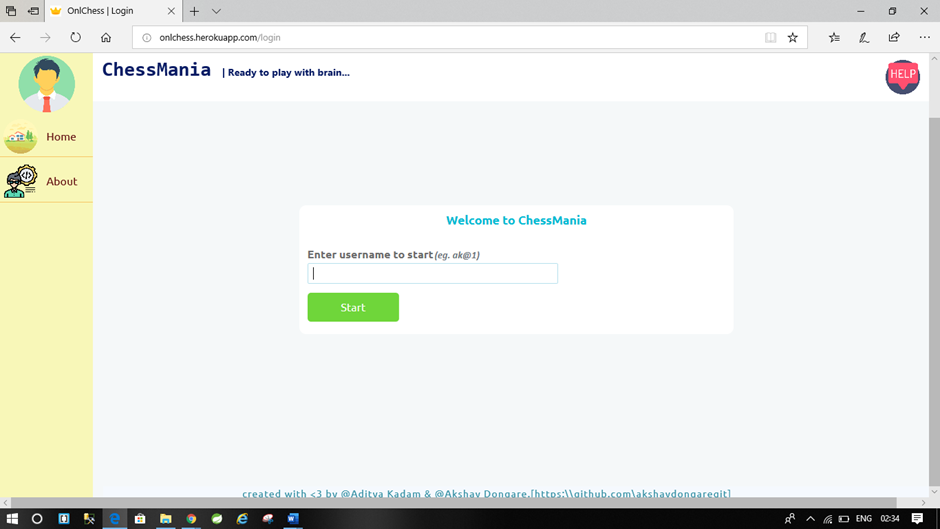 OnlChess | Login
onlchess.herokuapp.com/login
ChessMania | Ready to play with brain...
HELP
Home
About
Welcome to ChessMania
Enter username to start (eg. ak@1)
Start
created with <3 by @Aditya Kadam & @Akshay Dongare.[https:\\github.com\akshaydongaregit]
ENG 02:34